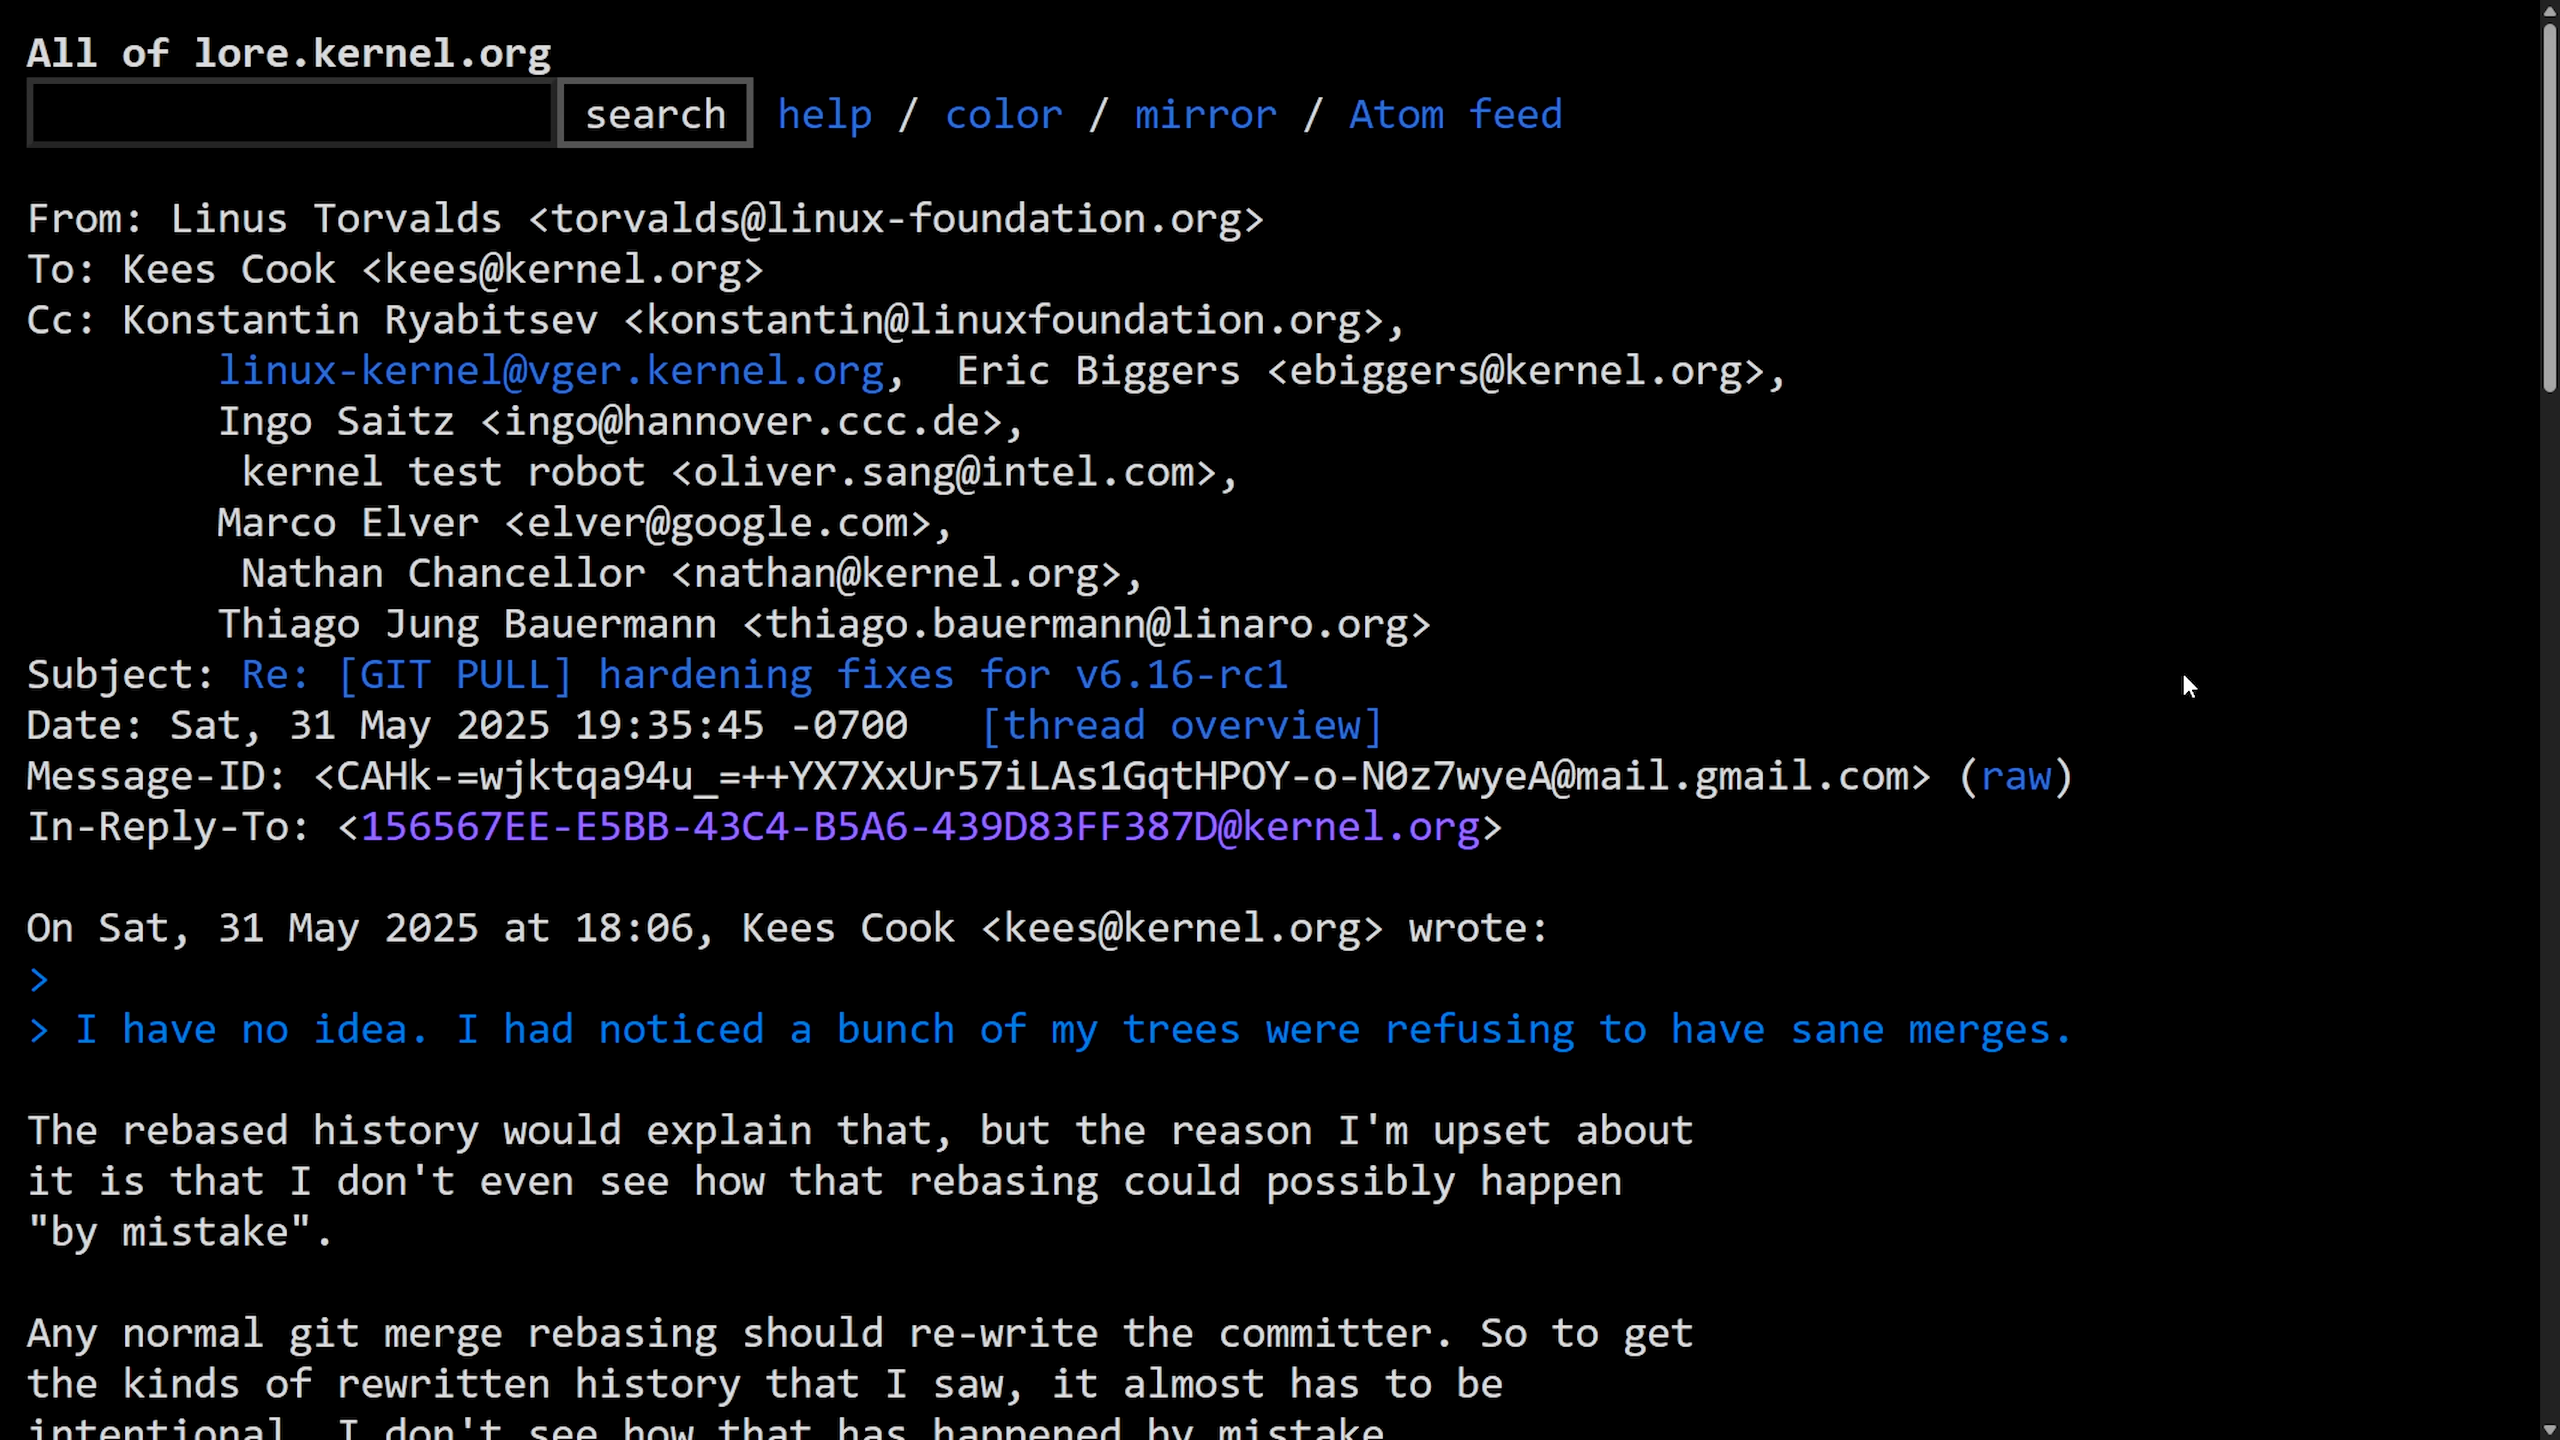 All of lore.kernel.org
search help / color / mirror / Atom feed
From: Linus Torvalds <torvalds@linux-foundation.org>
To: Kees Cook <kees@kernel.org>
Cc: Konstantin Ryabitsev <konstantin@linuxfoundation.org>,
linux-kernel@vger.kernel.org,  Eric Biggers <ebiggers@kernel.org>,
Ingo Saitz <ingo@hannover.ccc.de>,
kernel test robot <oliver.sang@intel.com>,
Marco Elver <elver@google.com>,
Nathan Chancellor <nathan@kernel.org>,
Thiago Jung Bauermann <thiago.bauermann@linaro.org>
Subject: Re: [GIT PULL] hardening fixes for v6.16-rc1
Date: Sat, 31 May 2025 19:35:45 -0700   [thread overview]
Message-ID: <CAHk-=wjktqa94u_=++YX7XxUr57iLAs1GqtHPOY-o-N0z7wyeA@mail.gmail.com> (raw)
In-Reply-To: <156567EE-E5BB-43C4-B5A6-439D83FF387D@kernel.org>
On Sat, 31 May 2025 at 18:06, Kees Cook <kees@kernel.org> wrote:
>
> I have no idea. I had noticed a bunch of my trees were refusing to have sane merges.
The rebased history would explain that, but the reason I'm upset about
it is that I don't even see how that rebasing could possibly happen
"by mistake".
Any normal git merge rebasing should re-write the committer. So to get
the kinds of rewritten history that I saw, it almost has to be
intentional. I don't see how that has happened by mistake